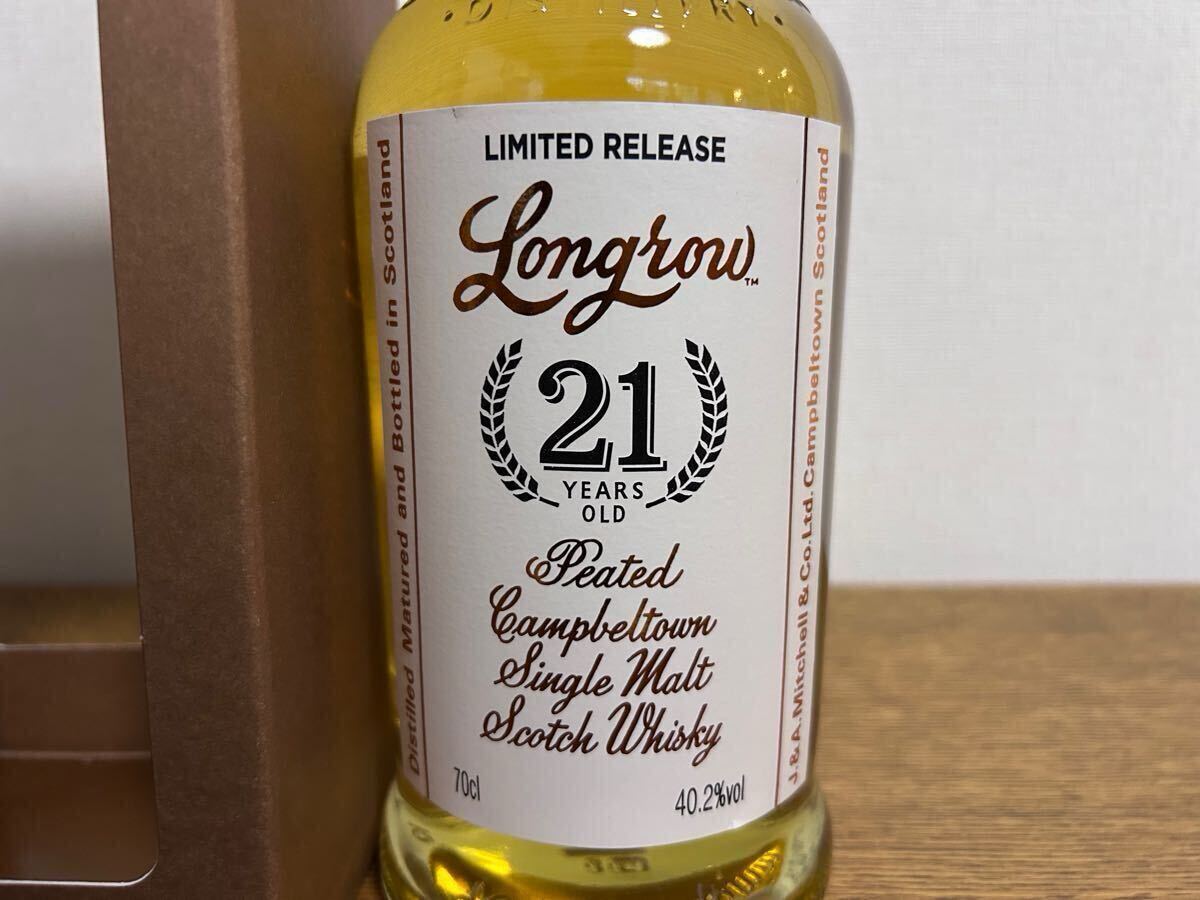 DISTILLERY
LIMITED RELEASE
Longrow™
21
YEARS
OLD
Peated
Campbeltown
Single Malt
Scotch Whisky
70cl
40.2%vol
Distilled Matured and Bottled in Scotland
J.&A.Mitchell & Co.Ltd.Campbeltown Scotland